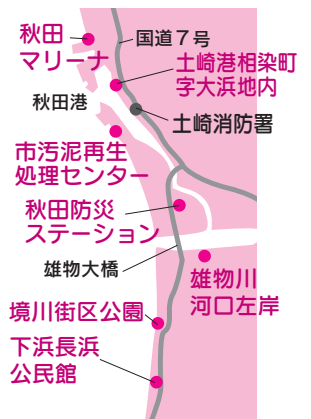 秋田
マリーナ
国道７号
土崎港相染町
字大浜地内
秋田港
土崎消防署
市汚泥再生
処理センター
秋田防災
ステーション
雄物大橋
雄物川
河口左岸
境川街区公園
下浜長浜
公民館